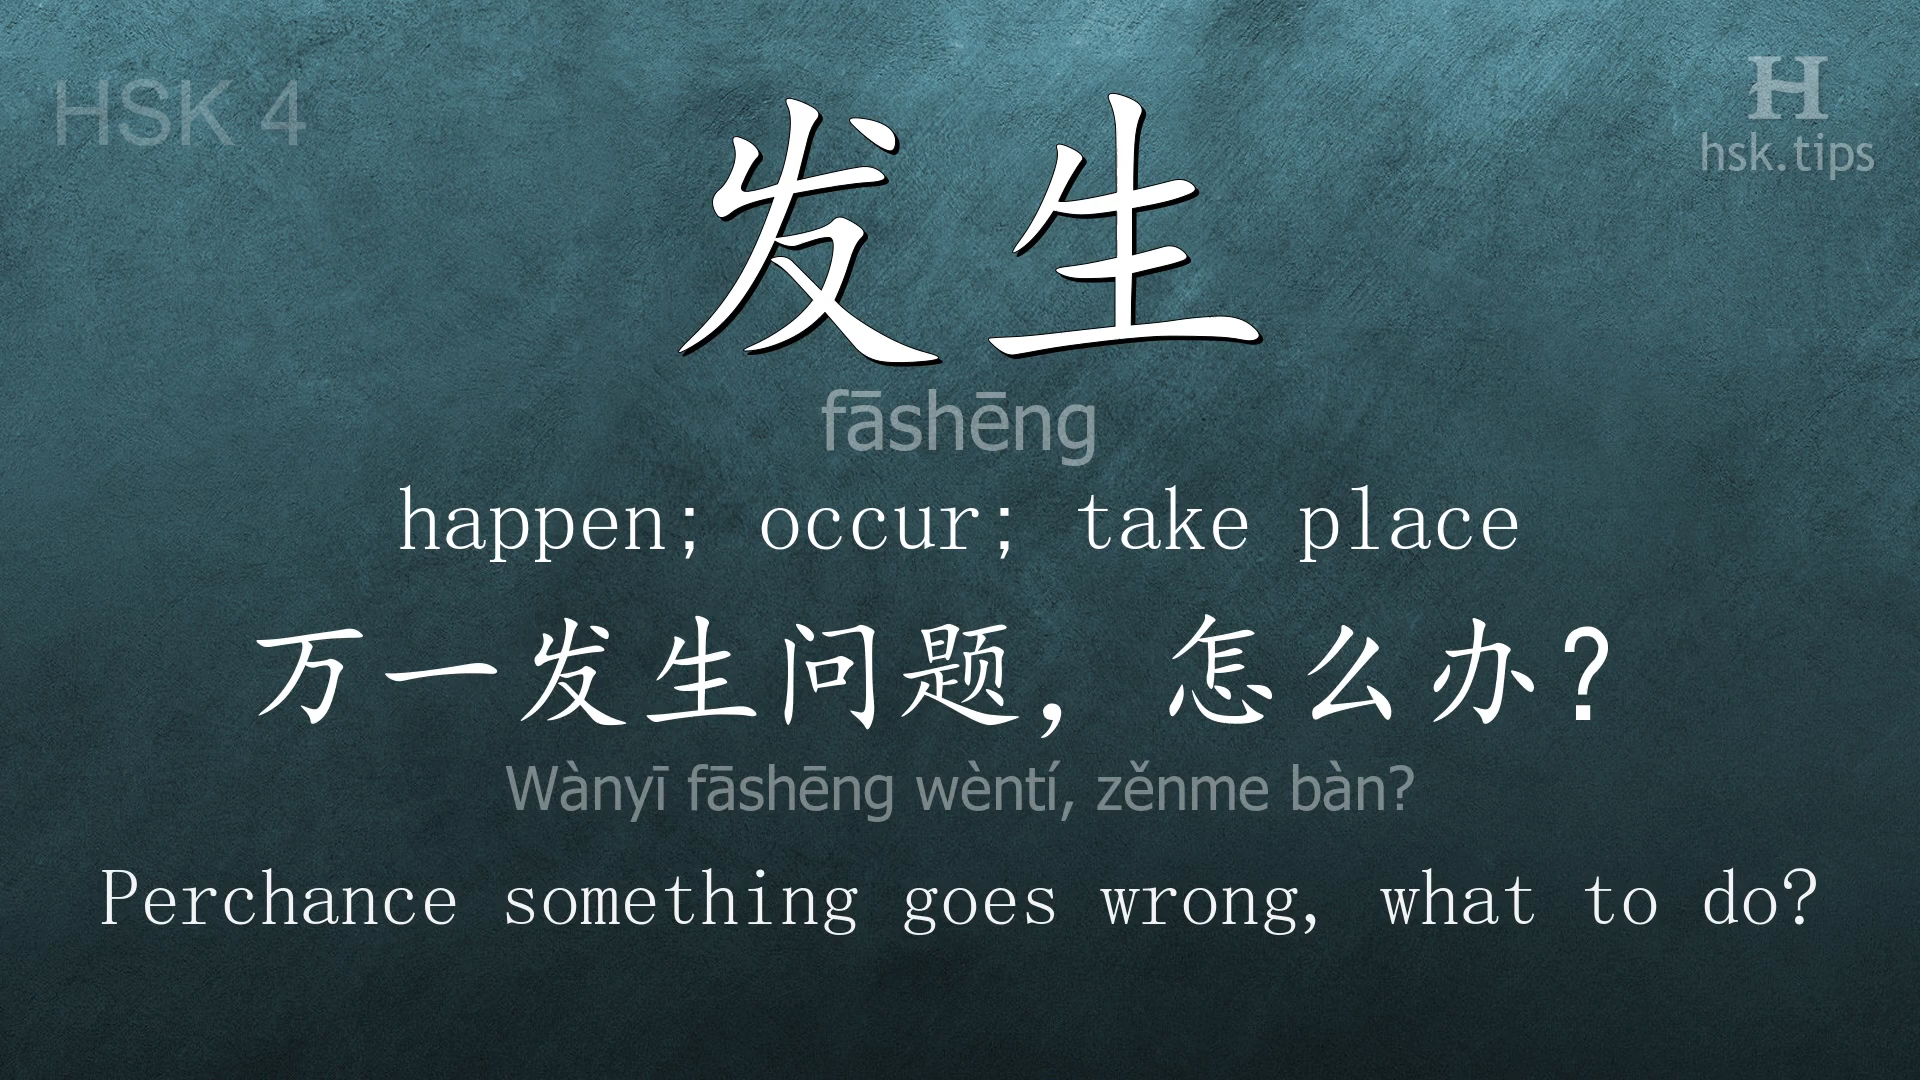 HSK 4
H
hsk.tips
发生
fāshēng
happen; occur; take place
万一发生问题，怎么办？
Wànyī fāshēng wèntí, zěnme bàn?
Perchance something goes wrong, what to do?